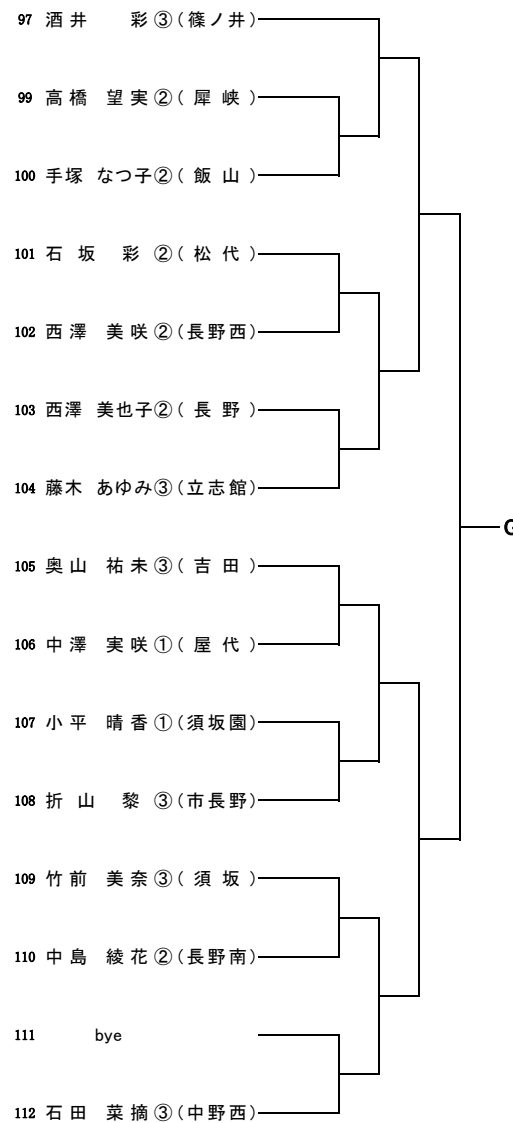 97 酒井 彩③(篠ノ井)
99 高橋 望実②(犀峡)
100 手塚 なつ子②(飯山)
101 石坂 彩②(松代)
102 西澤 美咲②(長野西)
103 西澤 美也子②(長野)
104 藤木 あゆみ③(立志館)
G
105 奥山 祐未③(吉田)
106 中澤 実咲①(屋代)
107 小平 晴香①(須坂園)
108 折山 黎③(市長野)
109 竹前 美奈③(須坂)
110 中島 綾花②(長野南)
111 bye
112 石田 菜摘③(中野西)